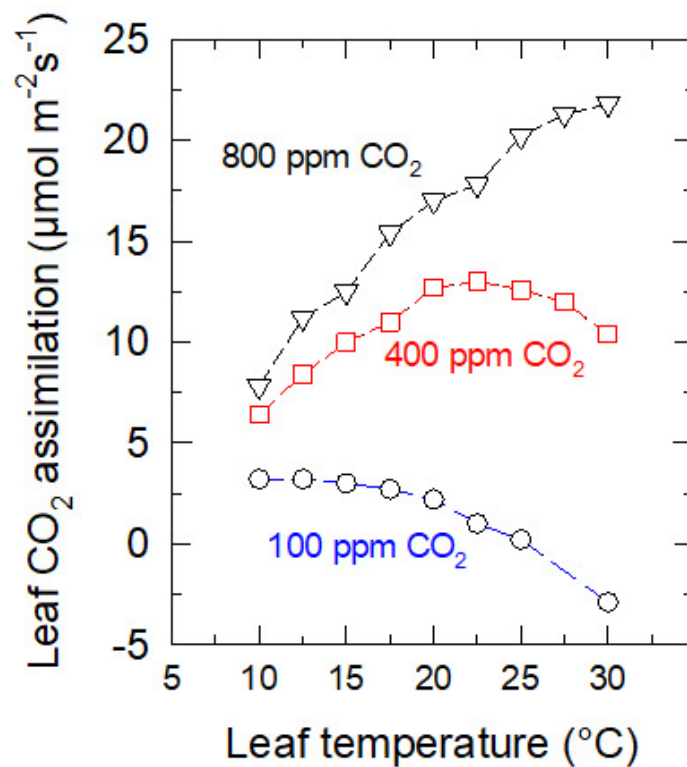 Leaf CO₂ assimilation (µmol m⁻²s⁻¹)
25
20
15
10
5
0
-5
800 ppm CO₂
400 ppm CO₂
100 ppm CO₂
5 10 15 20 25 30
Leaf temperature (°C)